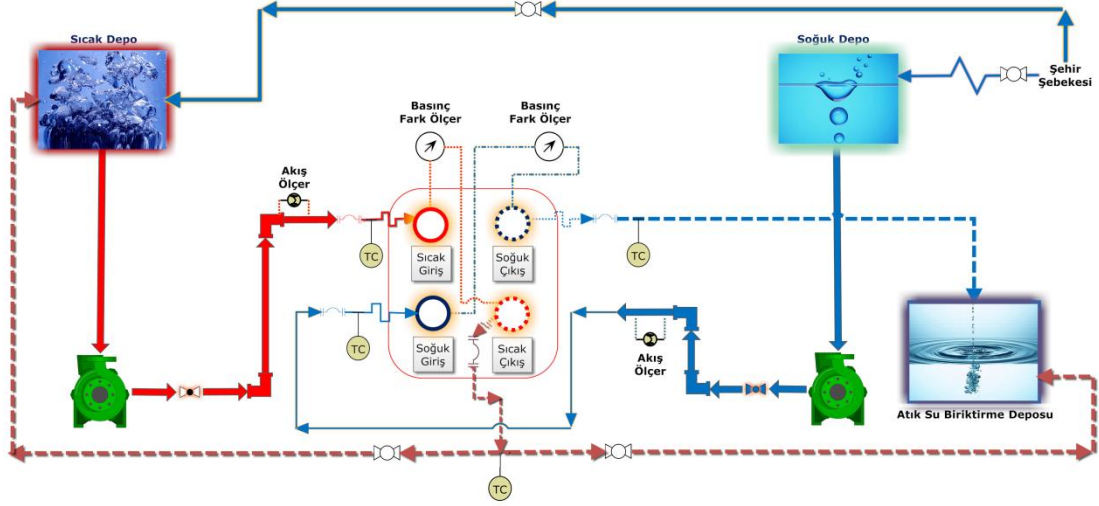 Sıcak Depo
Soğuk Depo
Şehir
Şebekesi
Basınç
Fark Ölçer
Basınç
Fark Ölçer
Akış
Ölçer
TC
Sıcak
Giriş
Soğuk
Çıkış
TC
TC
Soğuk
Giriş
Sıcak
Çıkış
Akış
Ölçer
Atık Su Biriktirme Deposu
TC